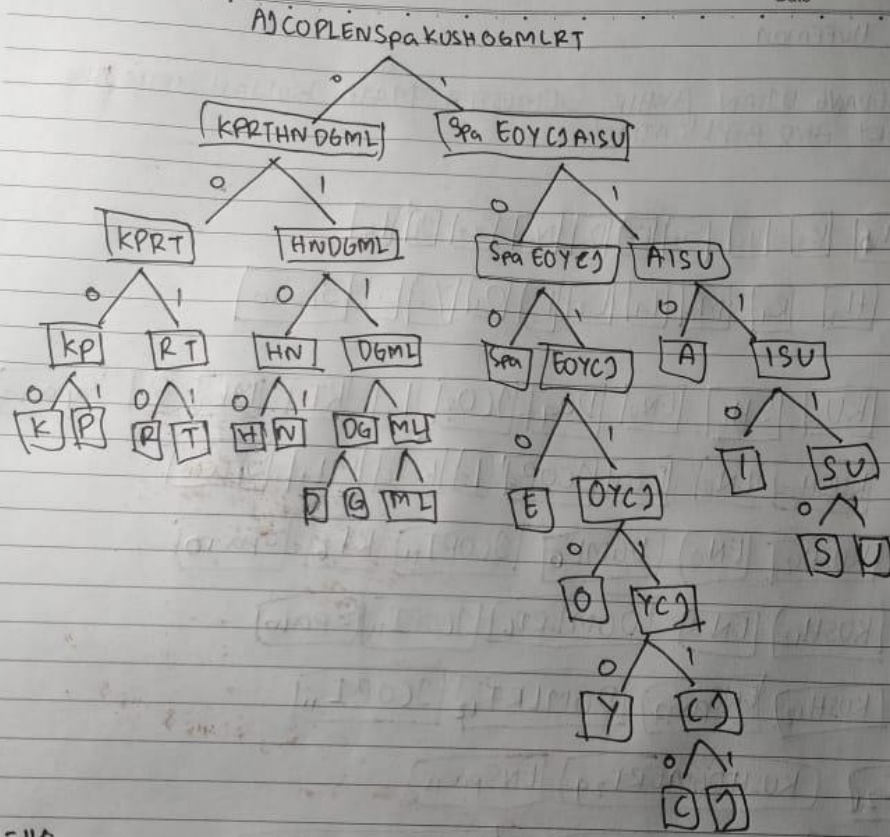 AJCOPLENSpaKUSHOGMLRT
0 1
KPRTHNDGML Spa EOYCJAISU
0 1 0 1
KPRT HNDGML Spa EOYCJ AISU
0 1 0 1 0 1 0 1
KP RT HN DGML Spa EOYCJ A ISU
0 1 0 1 0 1 0 1 0 1
K P R T H N DG ML E OYCJ I SU
D G M L 0 1 0 1
O YCJ S U
0 1
Y CJ
0 1
C J